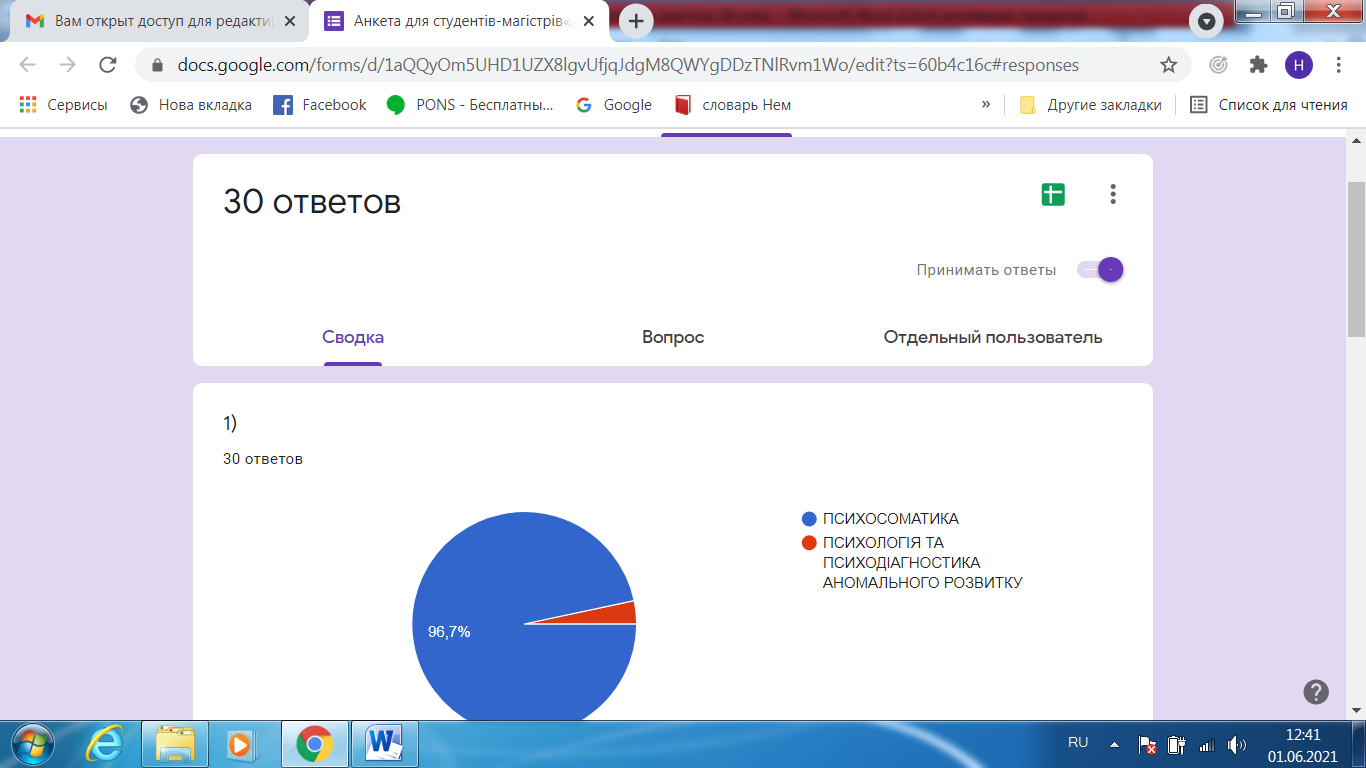 Вам открыт доступ для редакти
Анкета для студентів-магістрів«
docs.google.com/forms/d/1aQQyOm5UHD1UZX8lgvUfjqJdgM8QWYgDDzTNlRvm1Wo/edit?ts=60b4c16c#responses
Н
Сервисы
Нова вкладка
Facebook
PONS - Бесплатны...
Google
словарь Нем
»
Другие закладки
Список для чтения
30 ответов
Принимать ответы
Сводка
Вопрос
Отдельный пользователь
1)
30 ответов
96,7%
ПСИХОСОМАТИКА
ПСИХОЛОГІЯ ТА
ПСИХОДІАГНОСТИКА
АНОМАЛЬНОГО РОЗВИТКУ
RU
12:41
01.06.2021